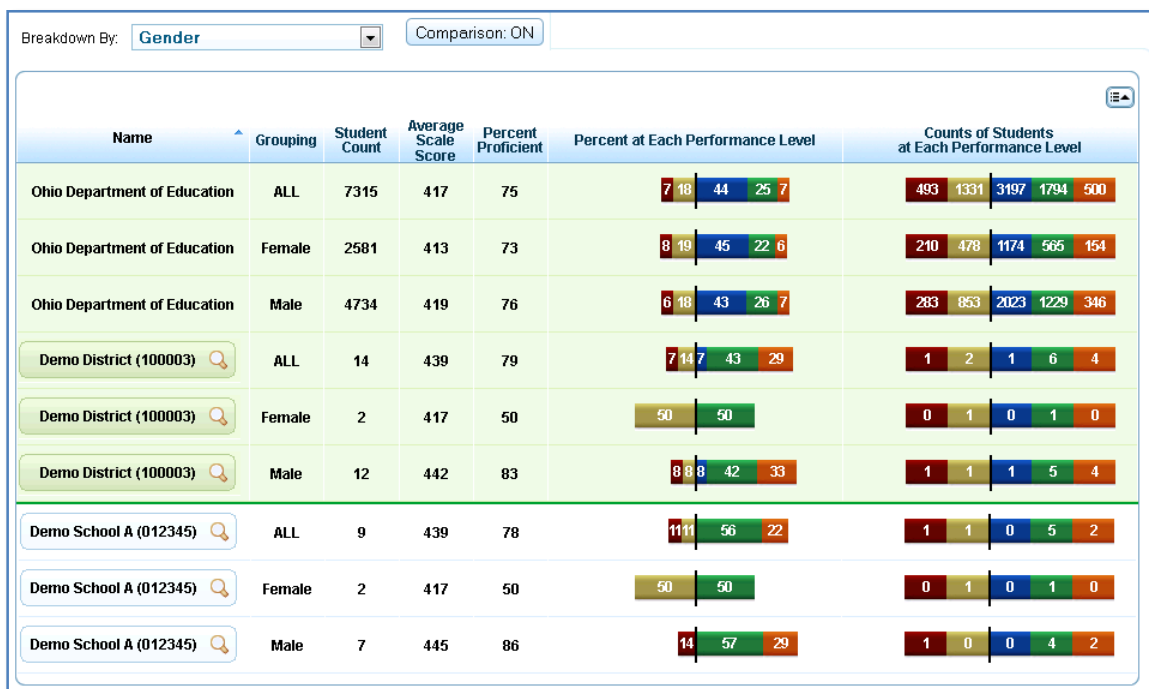 Breakdown By: Gender Comparison: ON
Name Grouping Student Count Average Scale Score Percent Proficient Percent at Each Performance Level Counts of Students at Each Performance Level
Ohio Department of Education ALL 7315 417 75 7 18 44 25 7 493 1331 3197 1794 500
Ohio Department of Education Female 2581 413 73 8 19 45 22 6 210 478 1174 565 154
Ohio Department of Education Male 4734 419 76 6 18 43 26 7 283 853 2023 1229 346
Demo District (100003) ALL 14 439 79 7 14 7 43 29 1 2 1 6 4
Demo District (100003) Female 2 417 50 50 50 0 1 0 1 0
Demo District (100003) Male 12 442 83 8 8 8 42 33 1 1 1 5 4
Demo School A (012345) ALL 9 439 78 11 11 56 22 1 1 0 5 2
Demo School A (012345) Female 2 417 50 50 50 0 1 0 1 0
Demo School A (012345) Male 7 445 86 14 57 29 1 0 0 4 2